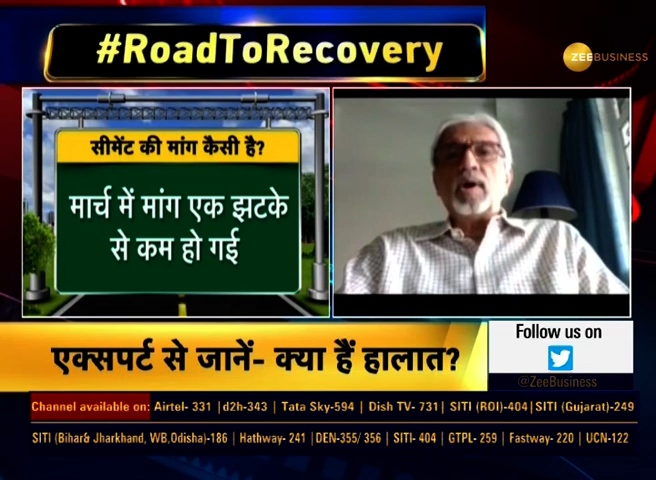 #RoadToRecovery
ZEEBUSINESS
सीमेंट की मांग कैसी है?
मार्च में मांग एक झटके
से कम हो गई
एक्सपर्ट से जानें- क्या हैं हालात?
Follow us on
@ZeeBusiness
Channel available on: Airtel- 331 |d2h-343 | Tata Sky-594 | Dish TV- 731| SITI (ROI)-404|SITI (Gujarat)-249
SITI (Bihar& Jharkhand, WB,Odisha)-186 | Hathway- 241 |DEN-355/ 356 | SITI- 404 | GTPL- 259 | Fastway- 220 | UCN-122